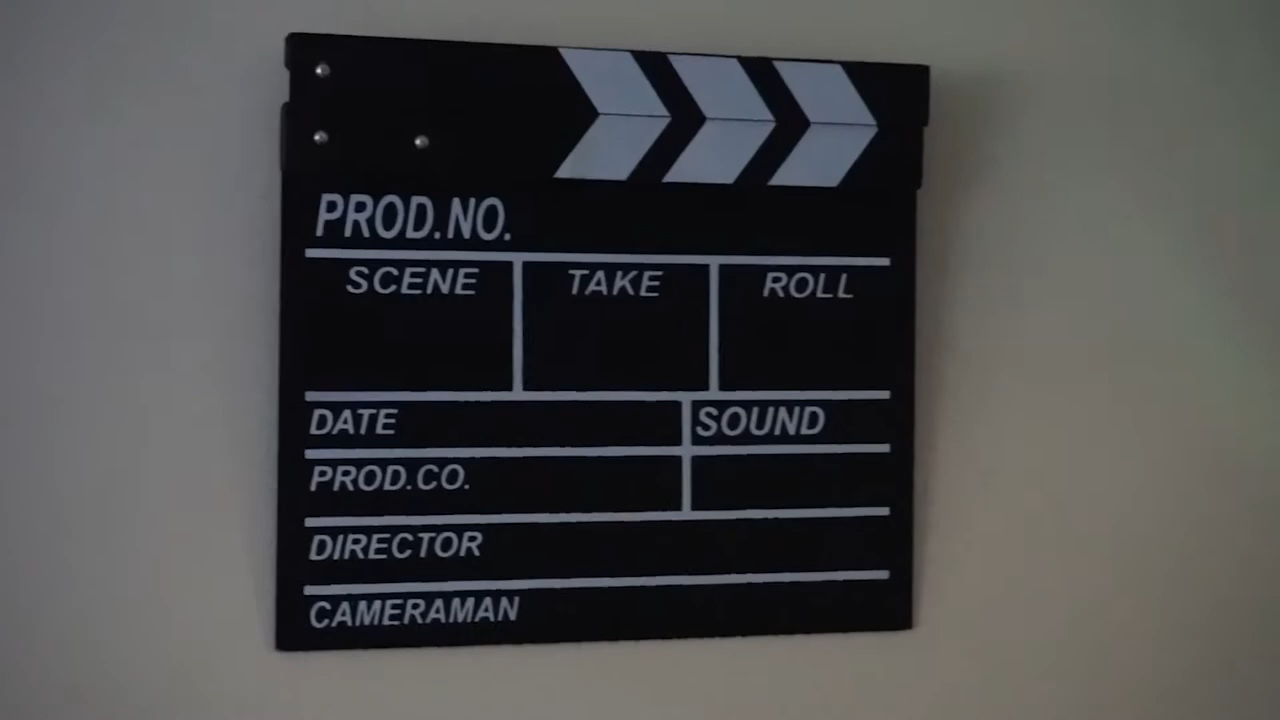 PROD.NO.
SCENE TAKE ROLL
DATE SOUND
PROD.CO.
DIRECTOR
CAMERAMAN